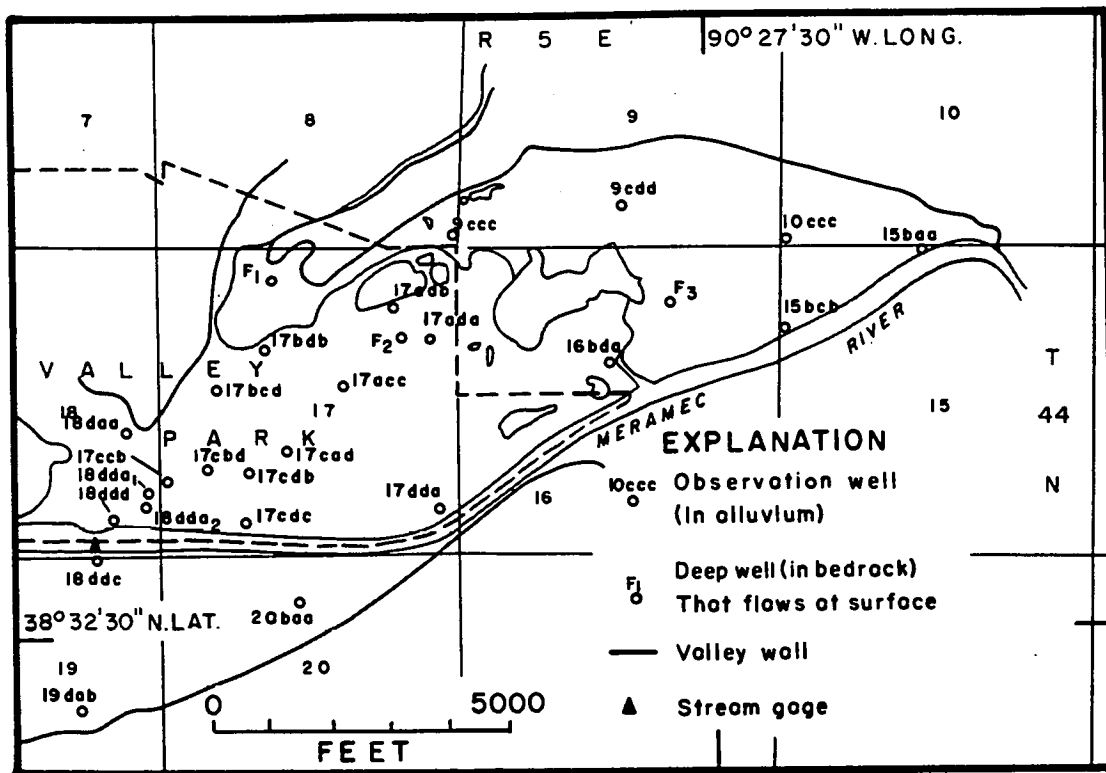 R 5 E
90° 27' 30" W. LONG.
7
8
9
10
9cdd
9ccc
10ccc
15baa
F1
17adb
F3
F2
17ada
15bcb
17bdb
16bda
RIVER
VALLEY
17bcd
17acc
T
18
17
MERAMEC
15
44
18daa
PARK
EXPLANATION
17ccb
17cbd
17cad
N
18dda1
17cdb
10ccc
Observation well
(In alluvium)
18ddd
17dda
16
18dda2
17cdc
18ddc
F1
Deep well (in bedrock)
That flows at surface
20baa
38° 32' 30" N. LAT.
Valley wall
19
20
19dab
0
5000
Stream gage
FEET